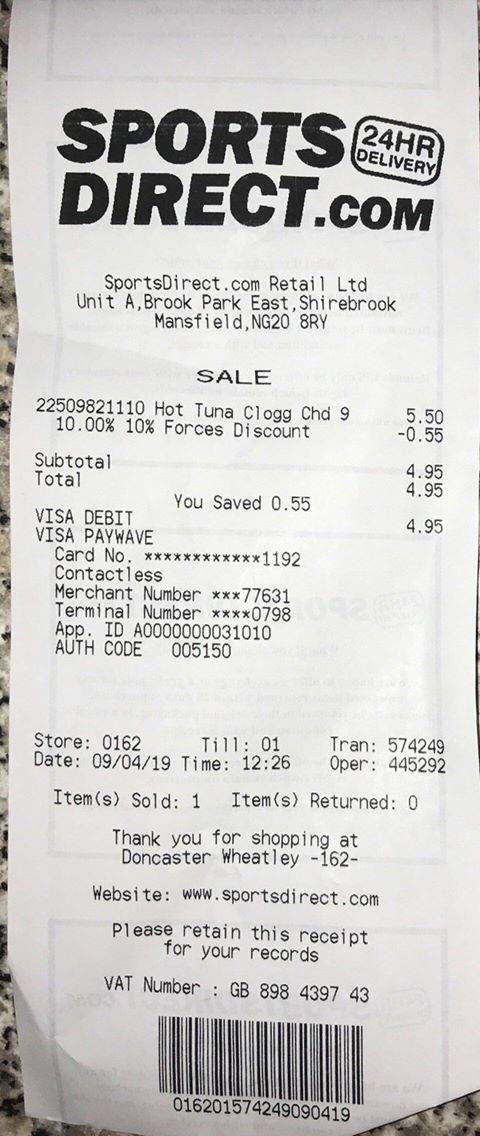 SPORTS
24HR
DELIVERY
DIRECT.COM
SportsDirect.com Retail Ltd
Unit A,Brook Park East,Shirebrook
Mansfield,NG20 8RY
SALE
22509821110 Hot Tuna Clogg Chd 9 5.50
10.00% 10% Forces Discount -0.55
Subtotal 4.95
Total 4.95
You Saved 0.55
VISA DEBIT 4.95
VISA PAYWAVE
Card No. ************1192
Contactless
Merchant Number ***77631
Terminal Number ****0798
App. ID A0000000031010
AUTH CODE 005150
Store: 0162 Till: 01 Tran: 574249
Date: 09/04/19 Time: 12:26 Oper: 445292
Item(s) Sold: 1 Item(s) Returned: 0
Thank you for shopping at
Doncaster Wheatley -162-
Website: www.sportsdirect.com
Please retain this receipt
for your records
VAT Number : GB 898 4397 43
016201574249090419